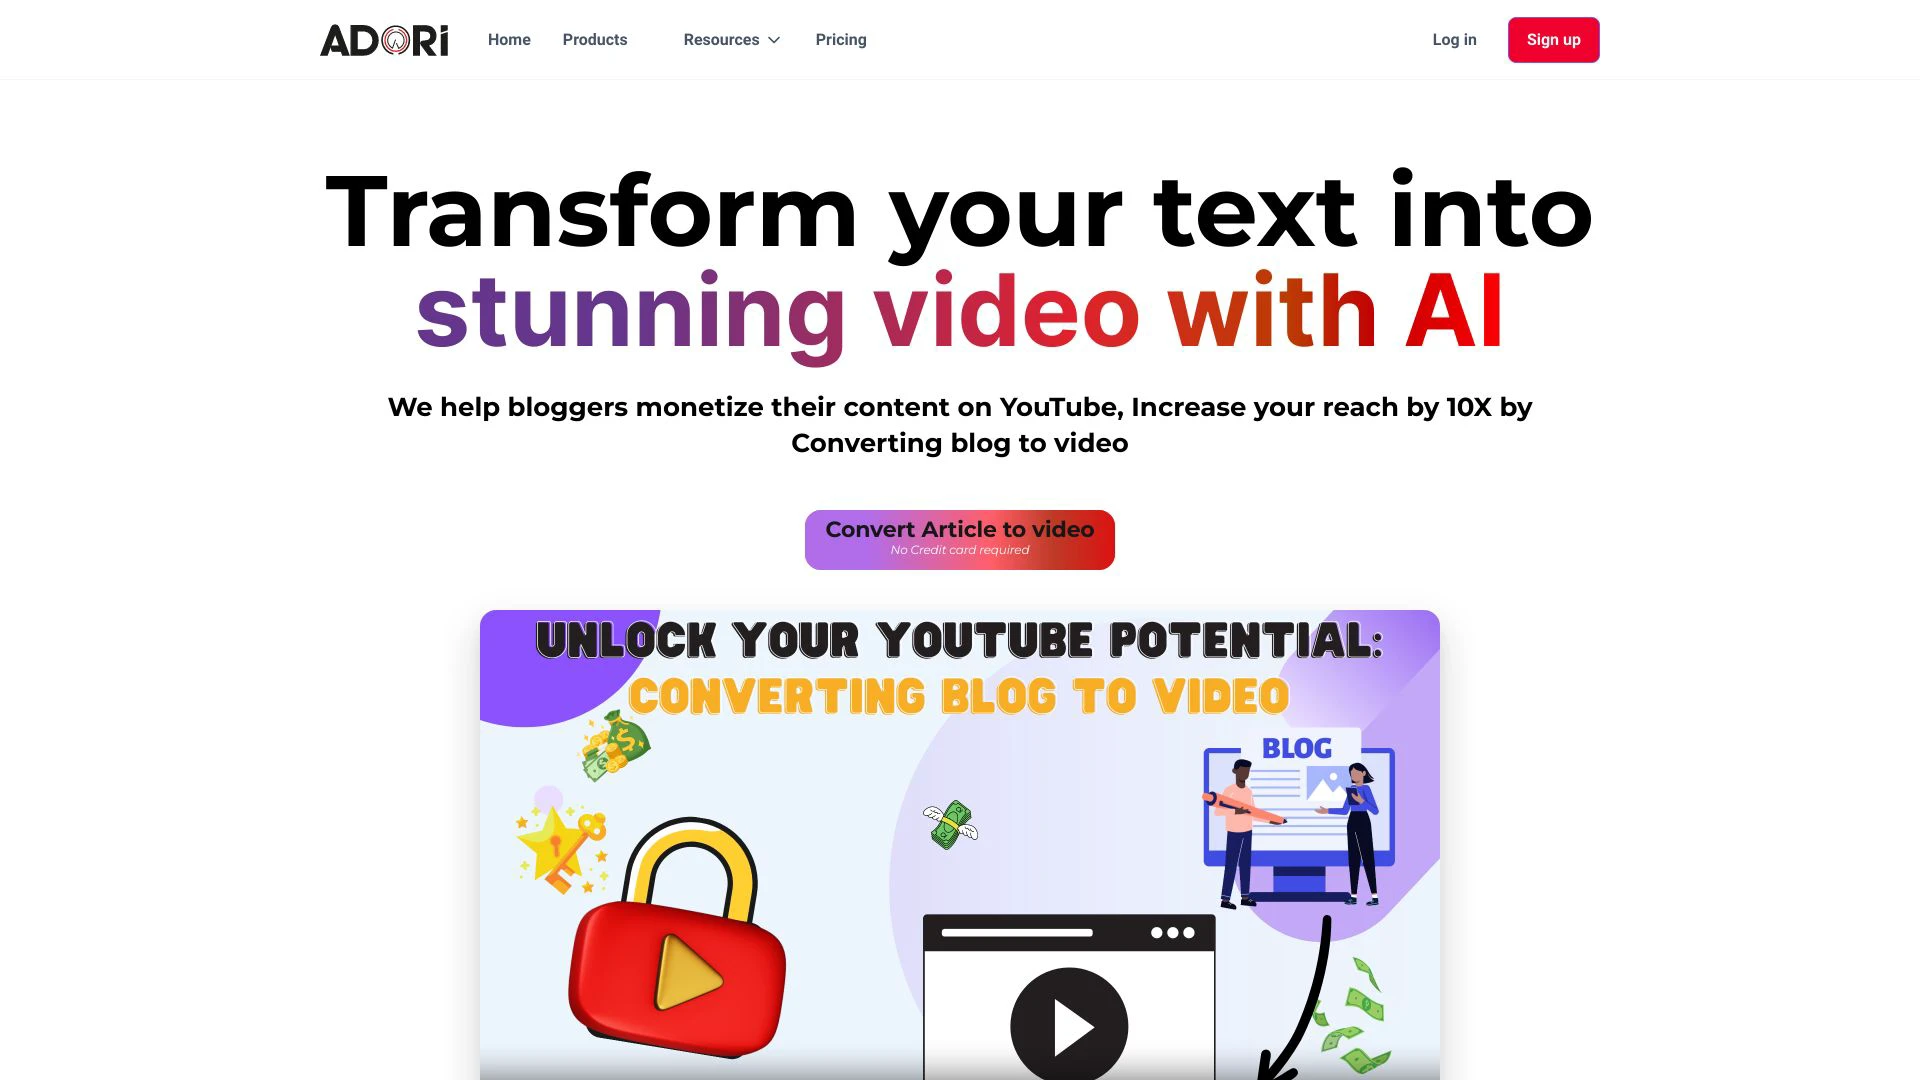 ADORI
Home
Products
Resources
Pricing
Log in
Sign up
Transform your text into
stunning video with AI
We help bloggers monetize their content on YouTube, Increase your reach by 10X by
Converting blog to video
Convert Article to video
No Credit card required
UNLOCK YOUR YOUTUBE POTENTIAL:
CONVERTING BLOG TO VIDEO
BLOG